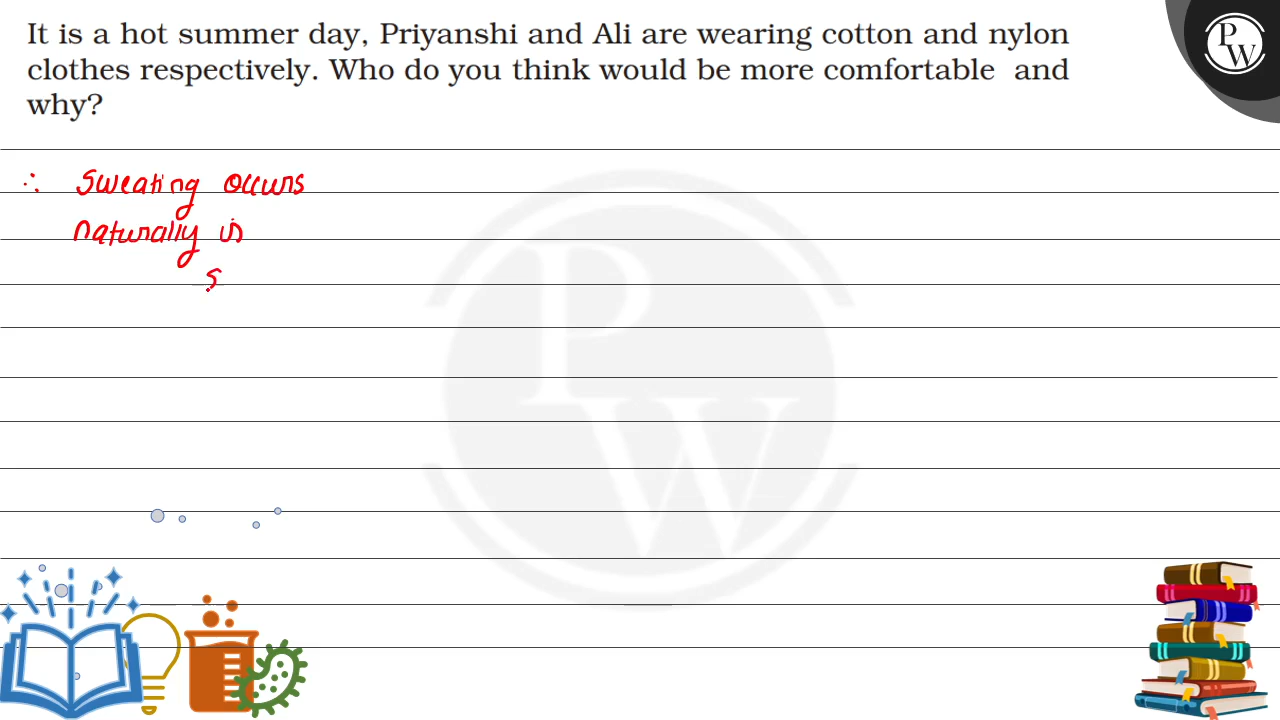 It is a hot summer day, Priyanshi and Ali are wearing cotton and nylon
clothes respectively. Who do you think would be more comfortable and
why?
∴ Sweating occurs
naturally in
s
P
W
P
W